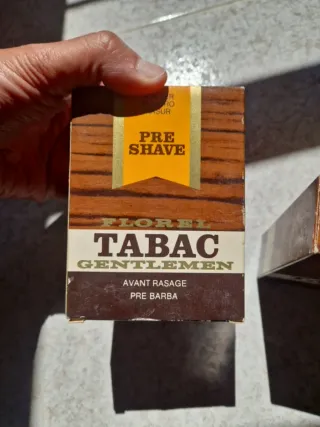 PRE
SHAVE
FLOREL
TABAC
GENTLEMEN
AVANT RASAGE
PRE BARBA